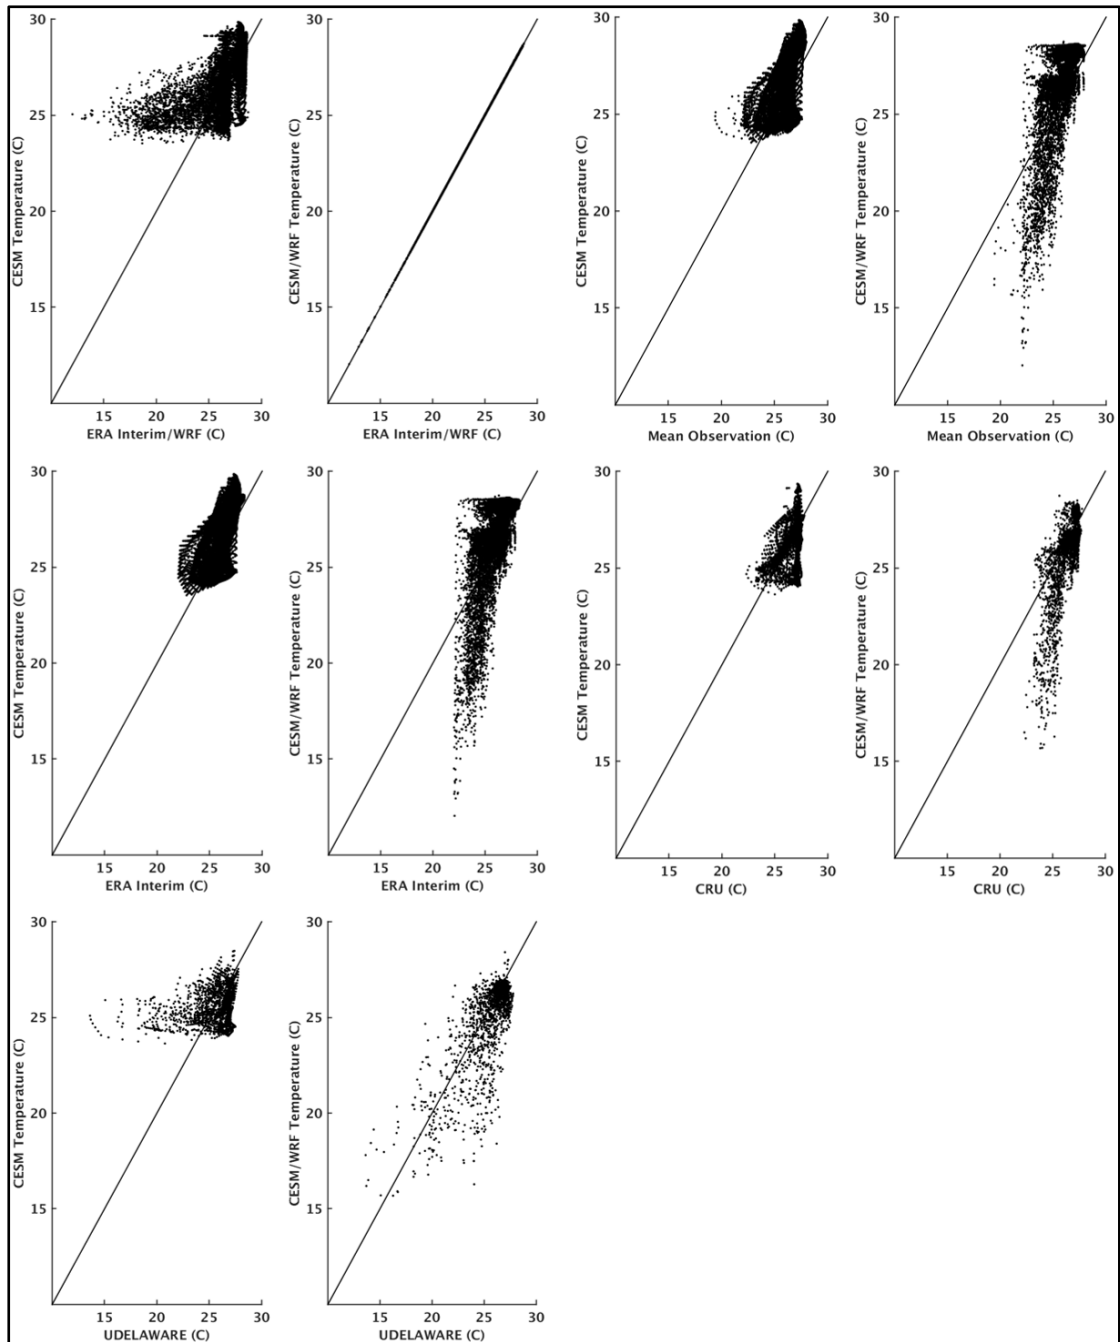 30
25
20
15
CESM Temperature (C)
15 20 25 30
ERA Interim/WRF (C)
30
25
20
15
CESM/WRF Temperature (C)
15 20 25 30
ERA Interim/WRF (C)
30
25
20
15
CESM Temperature (C)
15 20 25 30
Mean Observation (C)
30
25
20
15
CESM/WRF Temperature (C)
15 20 25 30
Mean Observation (C)
30
25
20
15
CESM Temperature (C)
15 20 25 30
ERA Interim (C)
30
25
20
15
CESM/WRF Temperature (C)
15 20 25 30
ERA Interim (C)
30
25
20
15
CESM Temperature (C)
15 20 25 30
CRU (C)
30
25
20
15
CESM/WRF Temperature (C)
15 20 25 30
CRU (C)
30
25
20
15
CESM Temperature (C)
15 20 25 30
UDELAWARE (C)
30
25
20
15
CESM/WRF Temperature (C)
15 20 25 30
UDELAWARE (C)